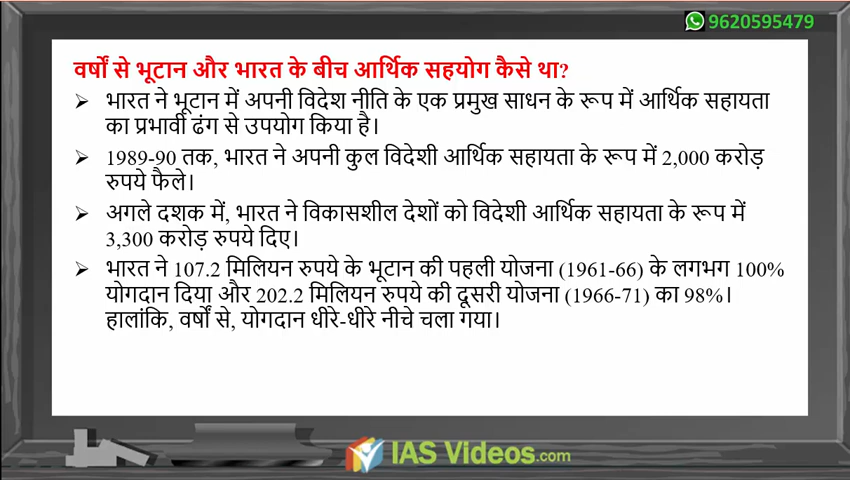 9620595479
वर्षों से भूटान और भारत के बीच आर्थिक सहयोग कैसे था?
➢ भारत ने भूटान में अपनी विदेश नीति के एक प्रमुख साधन के रूप में आर्थिक सहायता
का प्रभावी ढंग से उपयोग किया है।
➢ 1989-90 तक, भारत ने अपनी कुल विदेशी आर्थिक सहायता के रूप में 2,000 करोड़
रुपये फैले।
➢ अगले दशक में, भारत ने विकासशील देशों को विदेशी आर्थिक सहायता के रूप में
3,300 करोड़ रुपये दिए।
➢ भारत ने 107.2 मिलियन रुपये के भूटान की पहली योजना (1961-66) के लगभग 100%
योगदान दिया और 202.2 मिलियन रुपये की दूसरी योजना (1966-71) का 98%।
हालांकि, वर्षों से, योगदान धीरे-धीरे नीचे चला गया।
IAS Videos.com